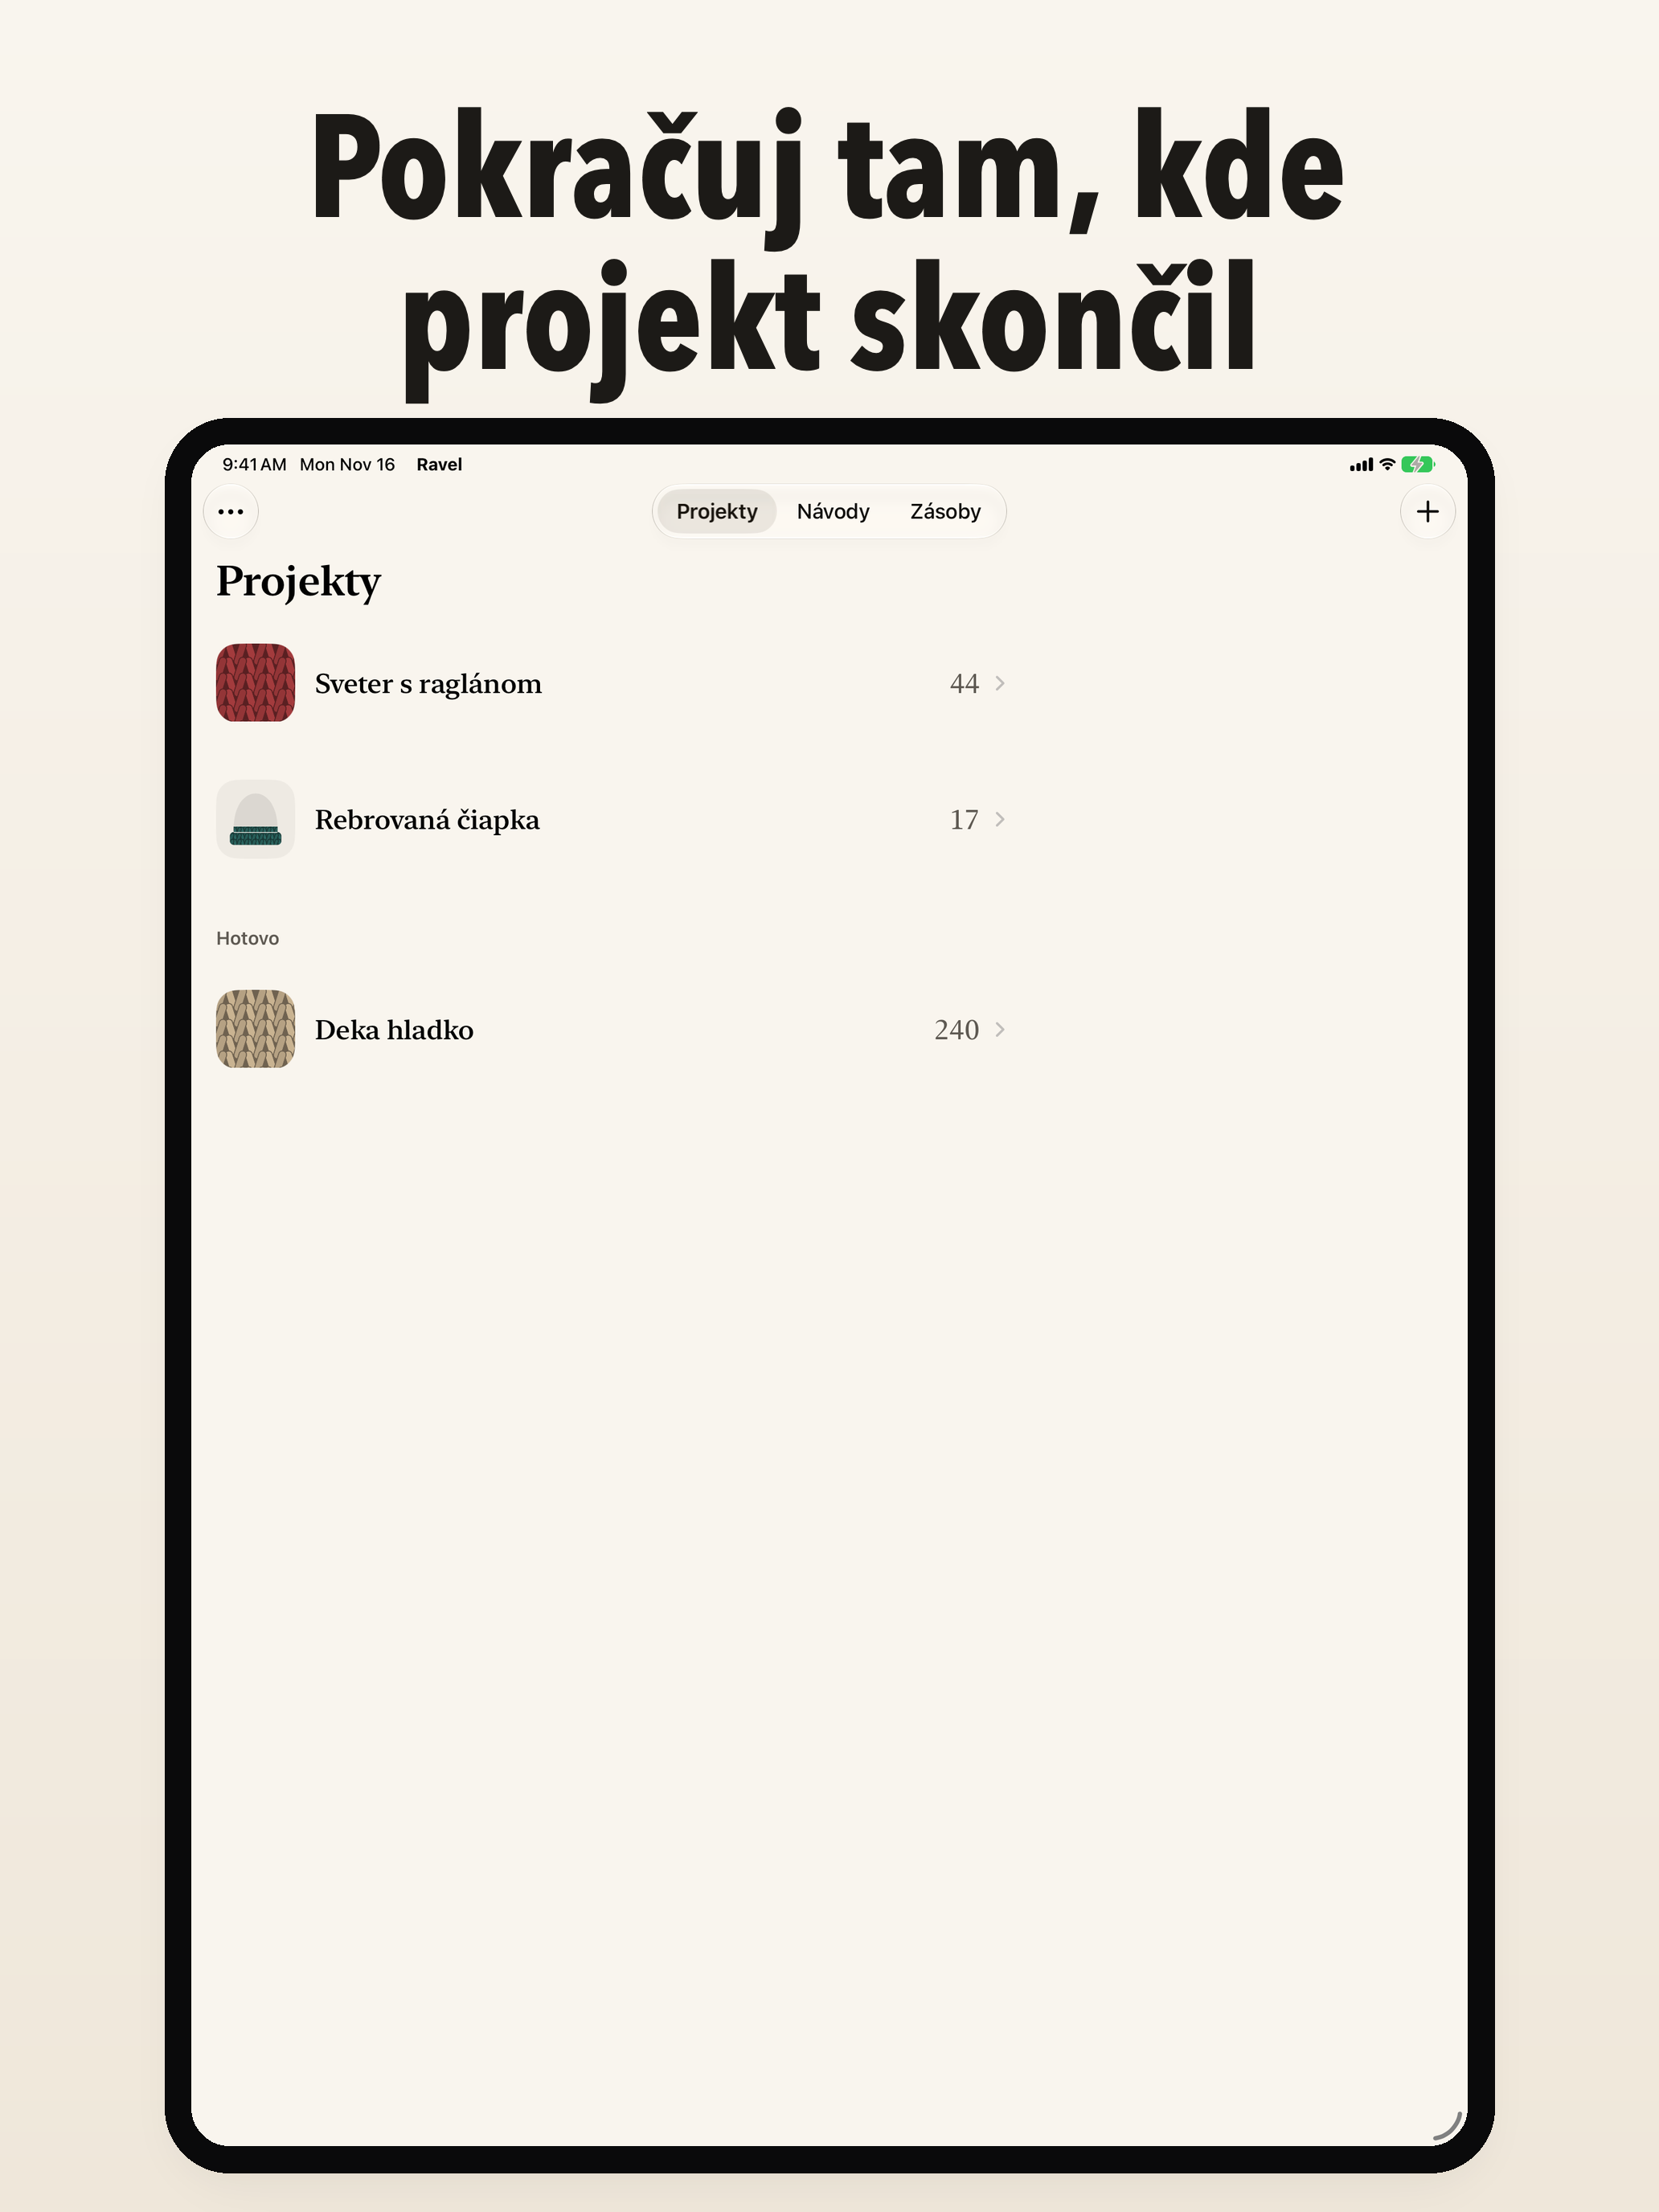 Pokračuj tam, kde
projekt skončil
9:41 AM Mon Nov 16 Ravel
Projekty Návody Zásoby
Projekty
Sveter s raglánom 44
Rebrovaná čiapka 17
Hotovo
Deka hladko 240